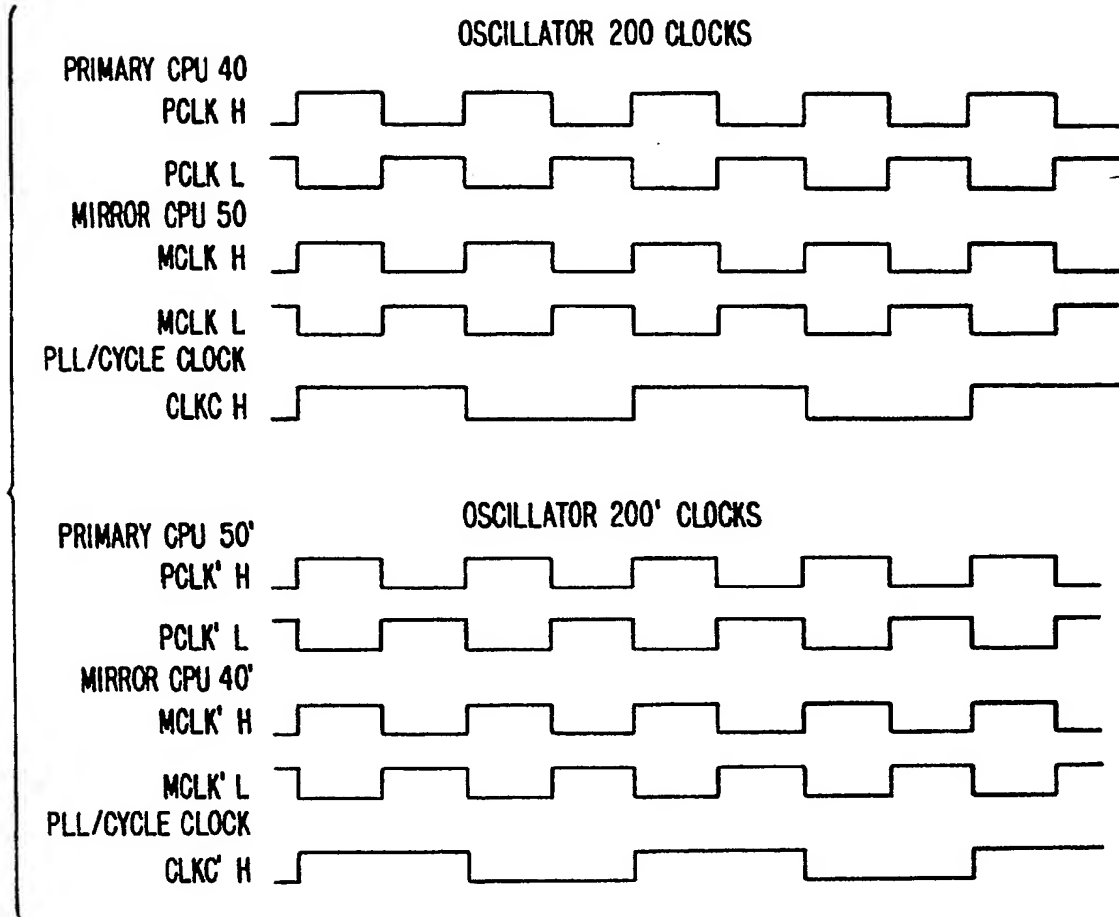 OSCILLATOR 200 CLOCKS
PRIMARY CPU 40
PCLK H
PCLK L
MIRROR CPU 50
MCLK H
MCLK L
PLL/CYCLE CLOCK
CLKC H
OSCILLATOR 200' CLOCKS
PRIMARY CPU 50'
PCLK' H
PCLK' L
MIRROR CPU 40'
MCLK' H
MCLK' L
PLL/CYCLE CLOCK
CLKC' H